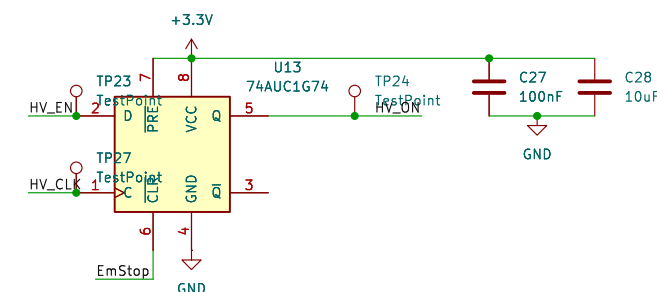 +3.3V
U13
74AUC1G74
TP23
TestPoint
TP24
TestPoint
C27
100nF
C28
10uF
HV_EN
HV_ON
7
8
2
D
PRE
VCC
Q
5
TP27
TestPoint
HV_CLK
1
C
CLR
GND
Q
3
GND
6
4
EmStop
GND